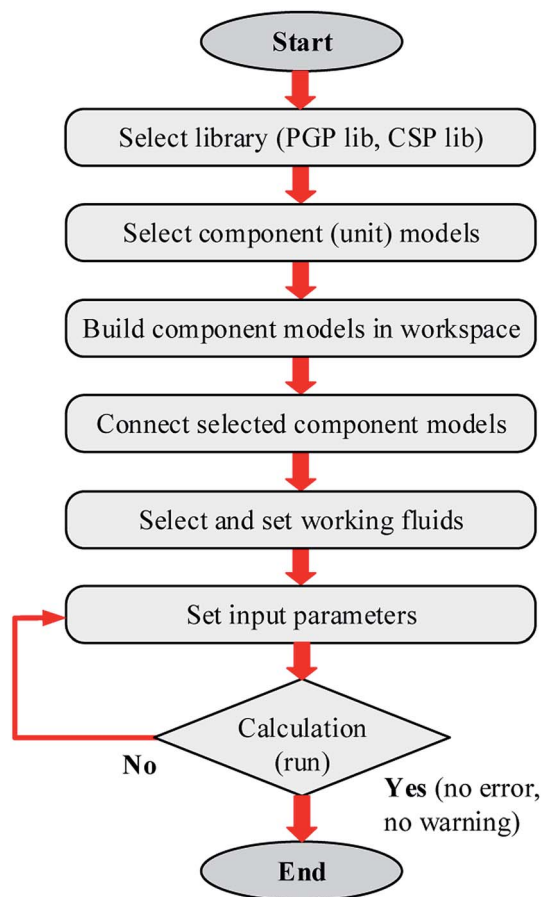 Start
Select library (PGP lib, CSP lib)
Select component (unit) models
Build component models in workspace
Connect selected component models
Select and set working fluids
Set input parameters
Calculation
(run)
No
Yes (no error,
no warning)
End